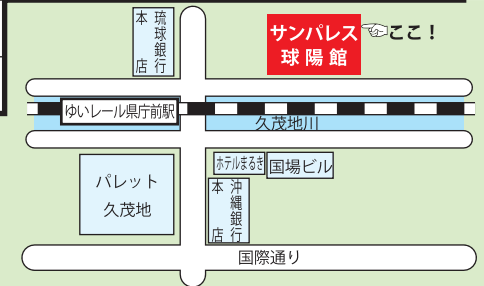 琉球銀行
本店
サンパレス
球陽館
☜ここ！
ゆいレール県庁前駅
久茂地川
パレット
久茂地
ホテルまるき
国場ビル
沖縄銀行
本店
国際通り